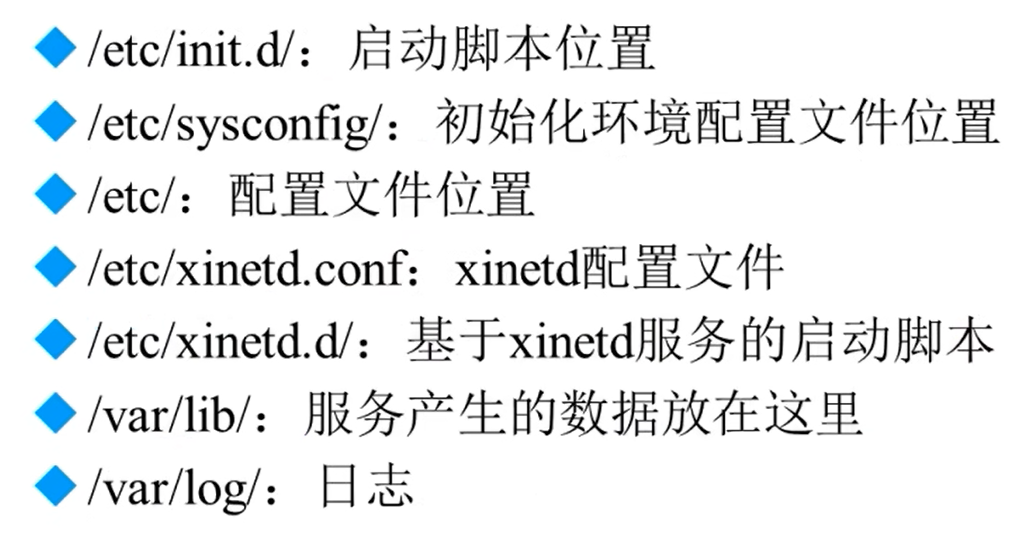 /etc/init.d/：启动脚本位置
/etc/sysconfig/：初始化环境配置文件位置
/etc/：配置文件位置
/etc/xinetd.conf：xinetd配置文件
/etc/xinetd.d/：基于xinetd服务的启动脚本
/var/lib/：服务产生的数据放在这里
/var/log/：日志